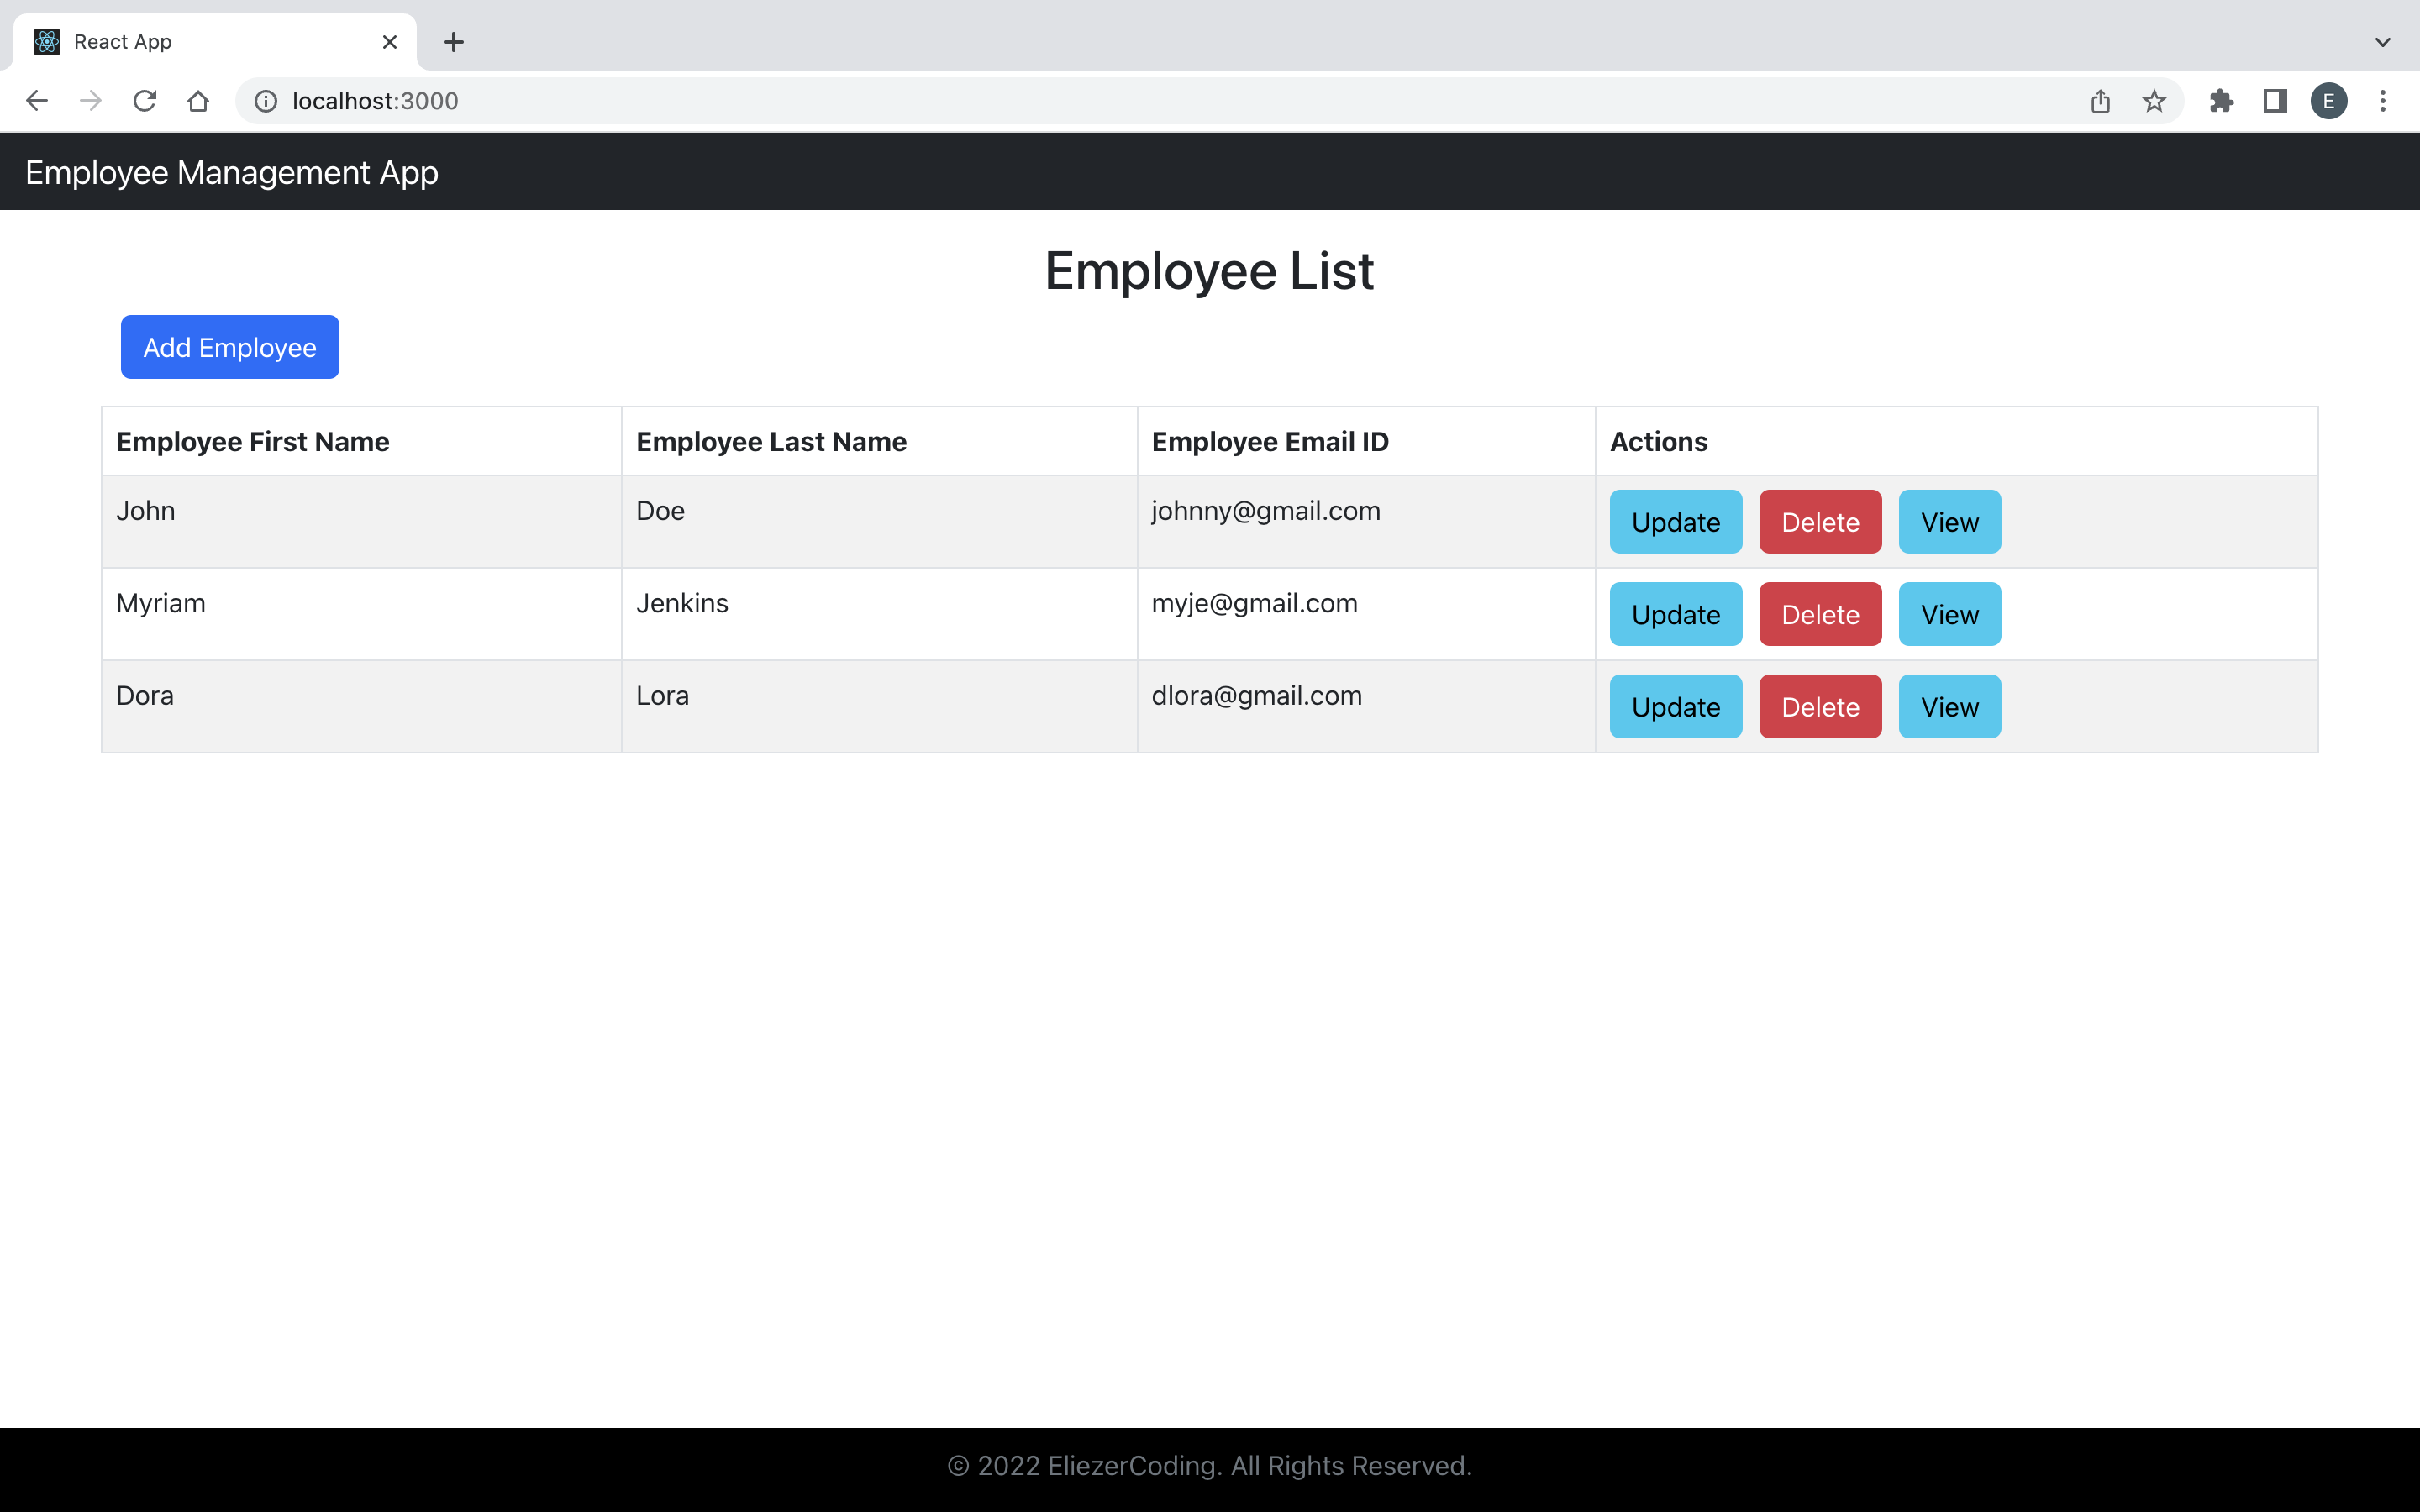 React App
localhost:3000
E
Employee Management App
Employee List
Add Employee
Employee First Name Employee Last Name Employee Email ID Actions
John Doe johnny@gmail.com Update Delete View
Myriam Jenkins myje@gmail.com Update Delete View
Dora Lora dlora@gmail.com Update Delete View
© 2022 EliezerCoding. All Rights Reserved.